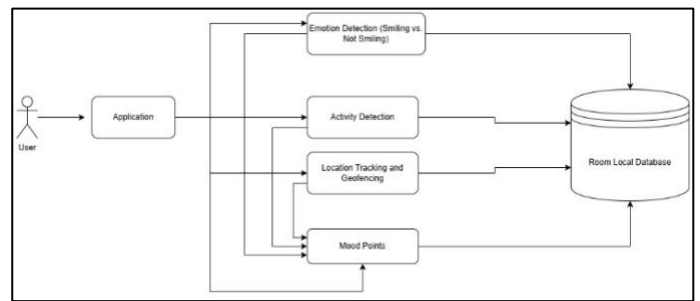 Emotion Detection (Smiling vs.
Not Smiling)
User
Application
Activity Detection
Location Tracking and
Geofencing
Room Local Database
Mood Points